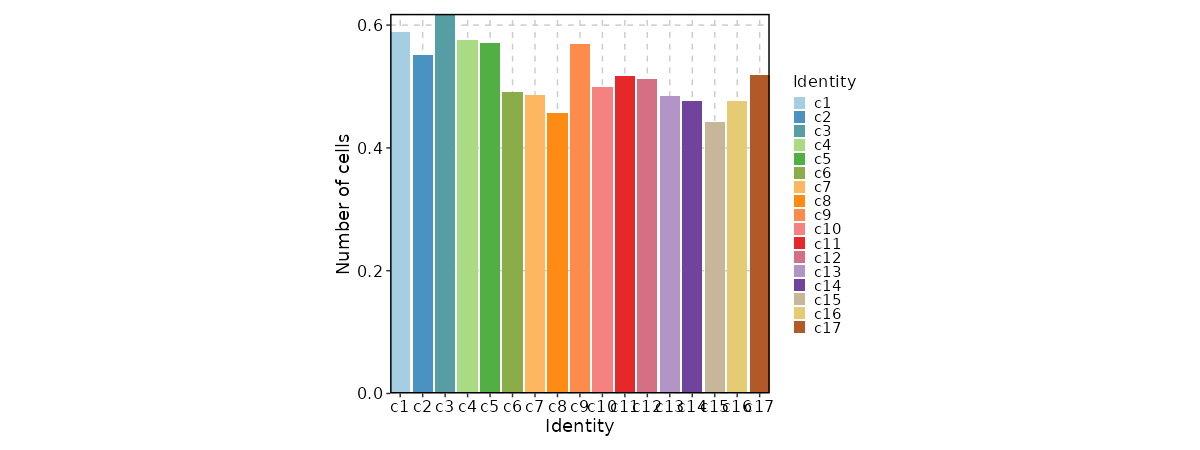 0.6
0.4
0.2
0.0
Number of cells
c1 c2 c3 c4 c5 c6 c7 c8 c9 c10 c11 c12 c13 c14 c15 c16 c17
Identity
Identity
c1
c2
c3
c4
c5
c6
c7
c8
c9
c10
c11
c12
c13
c14
c15
c16
c17